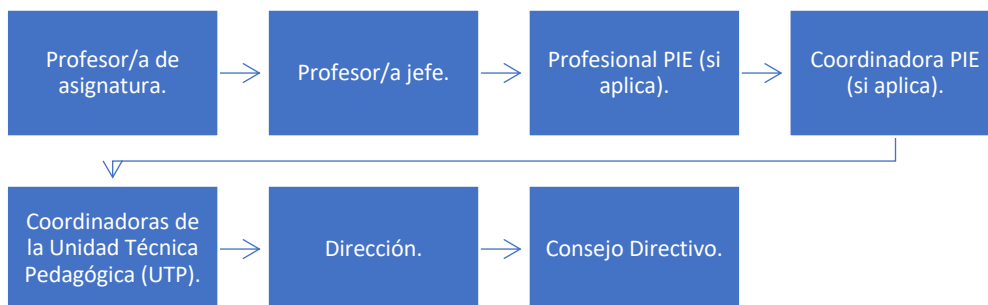 Profesor/a de
asignatura.
Profesor/a jefe.
Profesional PIE (si
aplica).
Coordinadora PIE
(si aplica).
Coordinadoras de
la Unidad Técnica
Pedagógica (UTP).
Dirección.
Consejo Directivo.